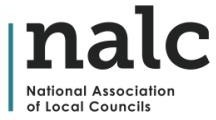 nalc
National Association
of Local Councils